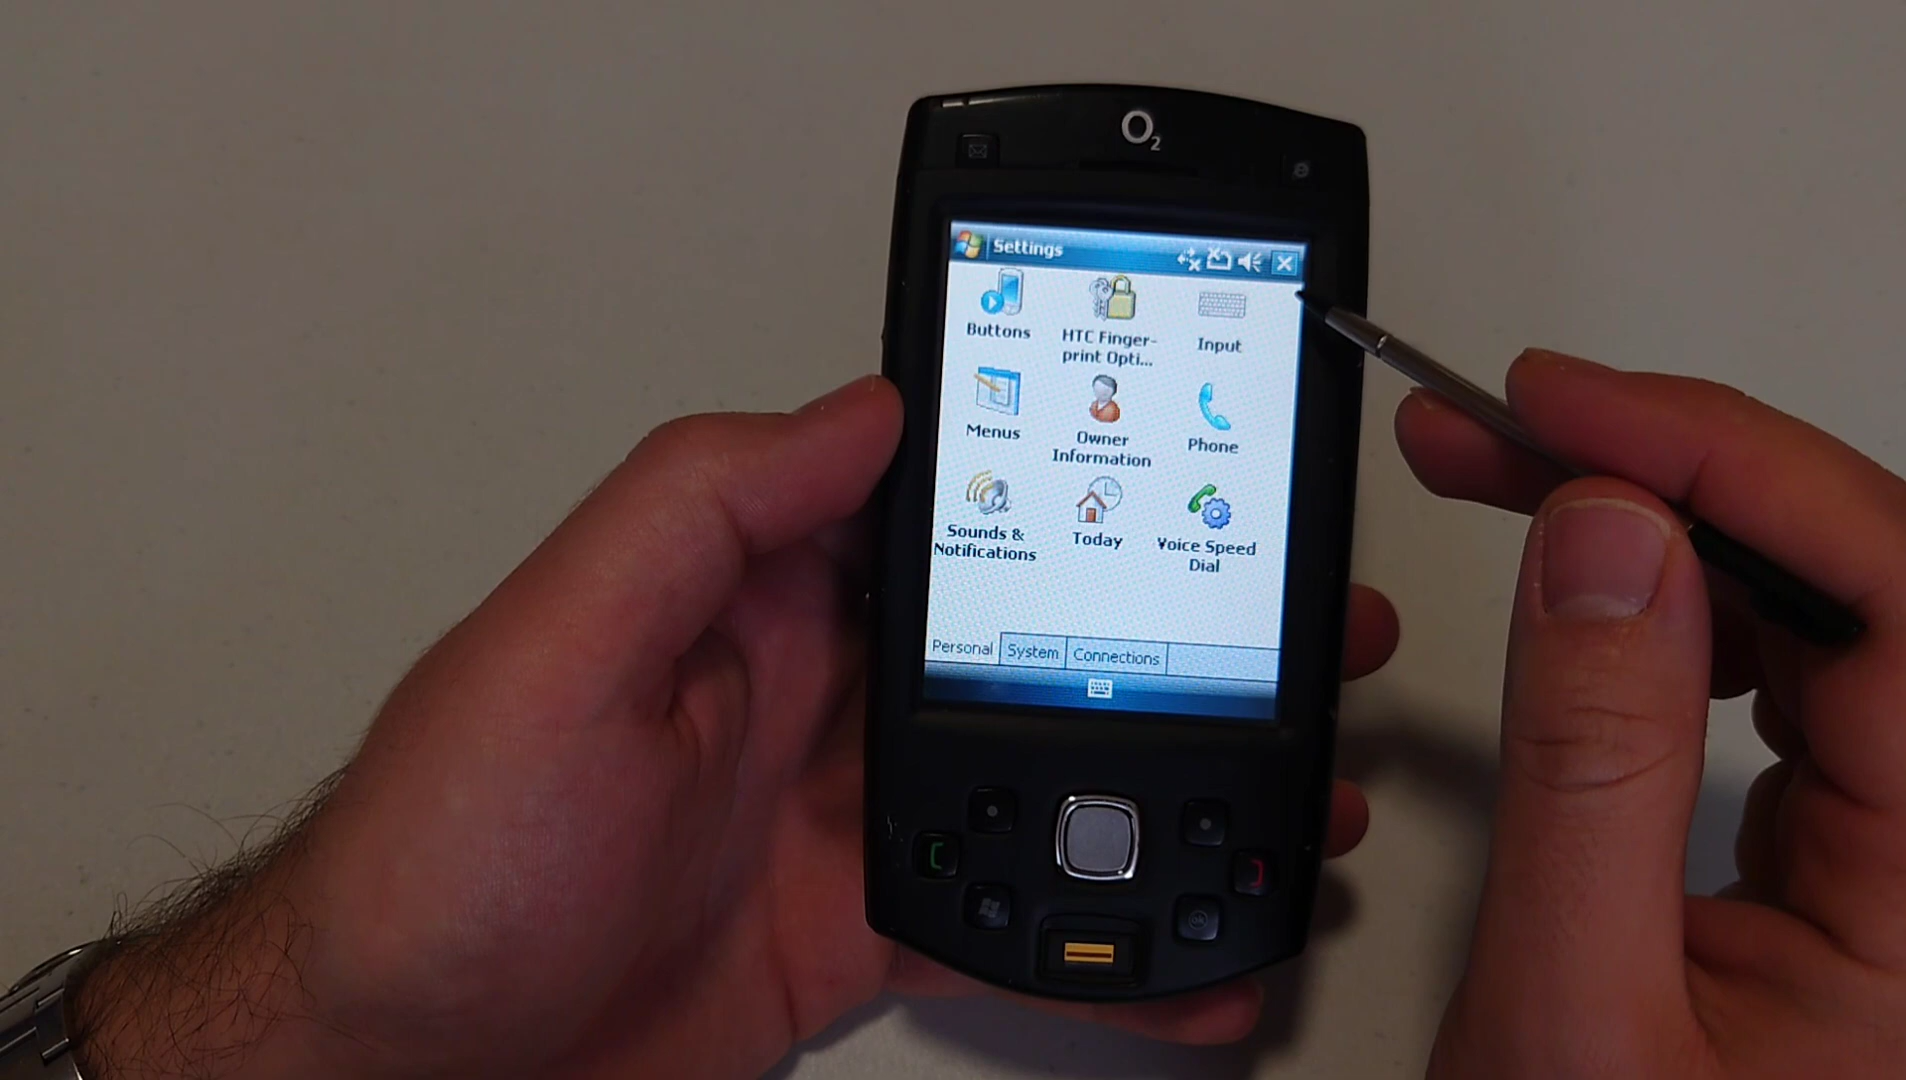 O2
Settings
Buttons
HTC Finger-
print Opti...
Input
Menus
Owner
Information
Phone
Sounds &
Notifications
Today
Voice Speed
Dial
Personal
System
Connections
ok